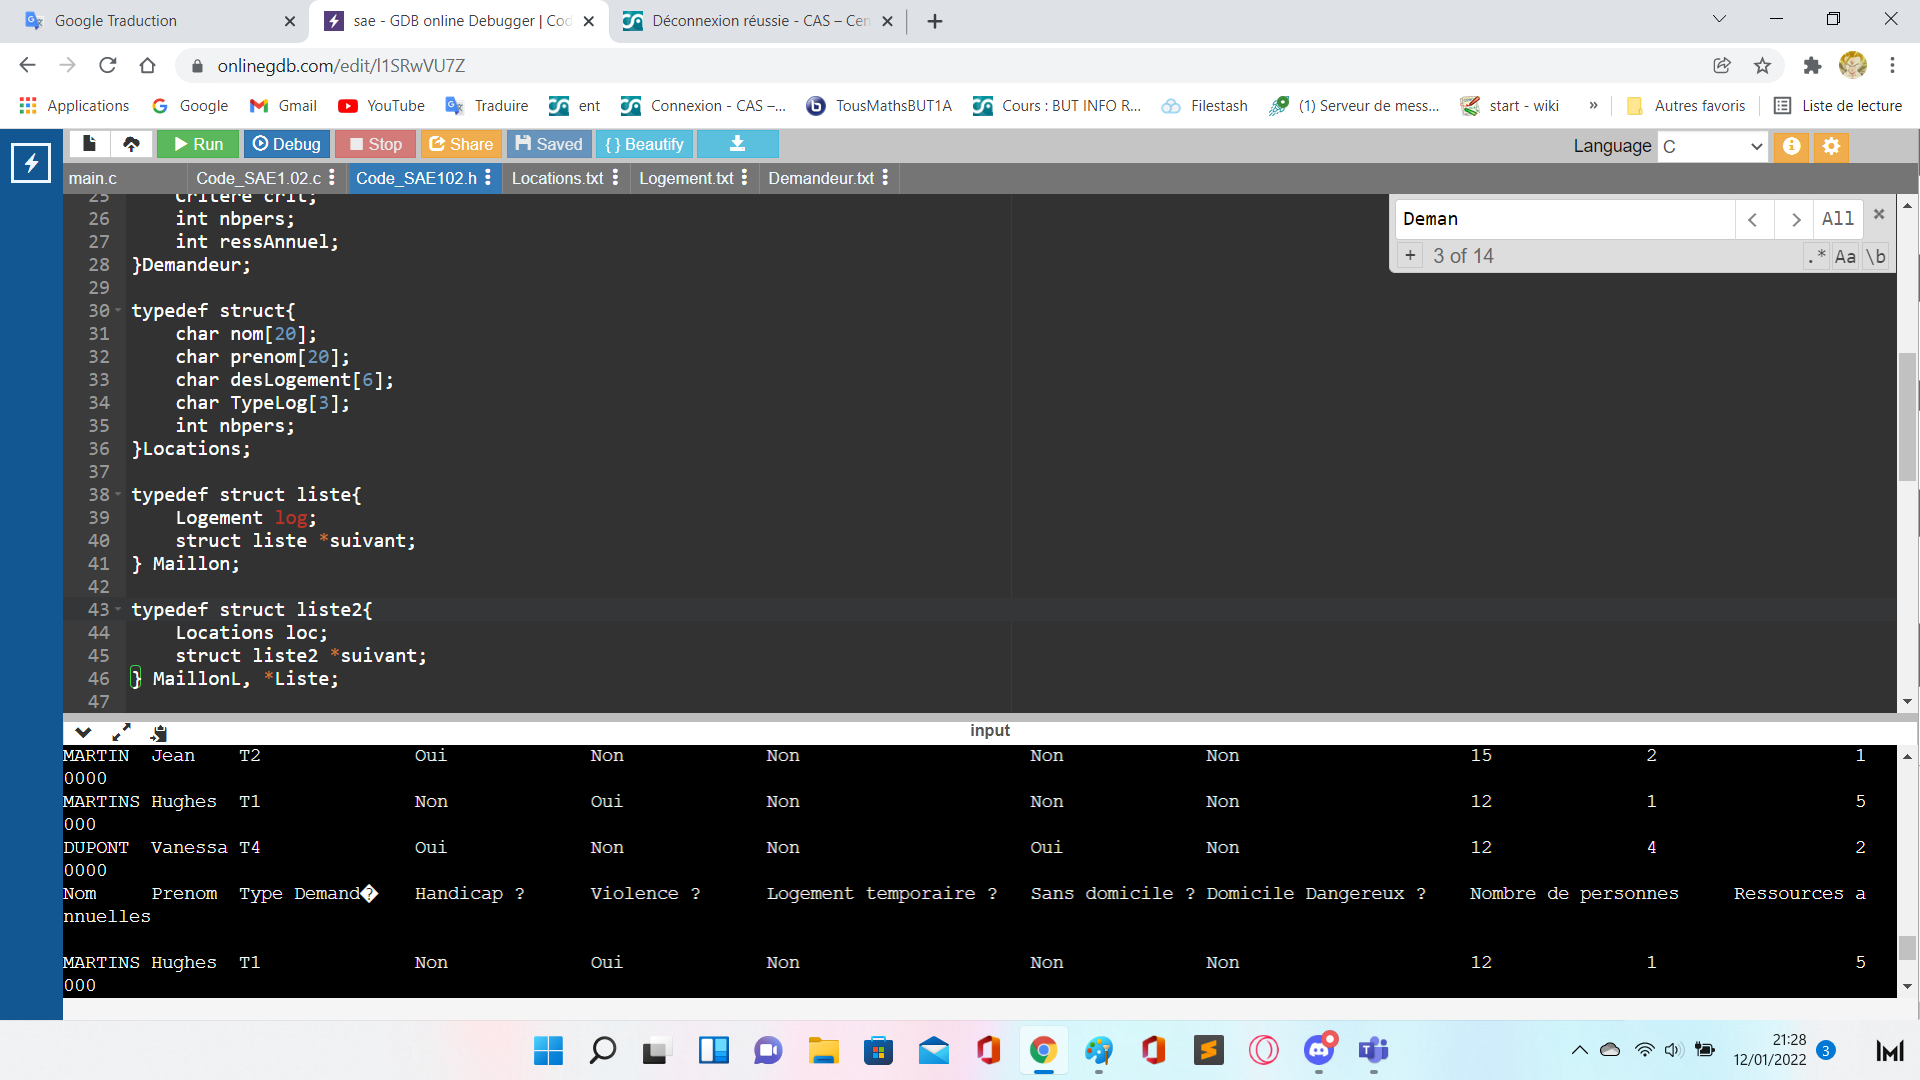 Google Traduction
sae - GDB online Debugger | Cod
Déconnexion réussie - CAS – Cen
onlinegdb.com/edit/l1SRwVU7Z
Applications Google Gmail YouTube Traduire ent Connexion - CAS –... TousMathsBUT1A Cours : BUT INFO R... Filestash (1) Serveur de mess... start - wiki » Autres favoris Liste de lecture
Run Debug Stop Share Saved { } Beautify Language C
main.c Code_SAE1.02.c Code_SAE102.h Locations.txt Logement.txt Demandeur.txt
25 Critere crit;
26 int nbpers;
27 int ressAnnuel;
28 }Demandeur;
29
30 typedef struct{
31 char nom[20];
32 char prenom[20];
33 char desLogement[6];
34 char TypeLog[3];
35 int nbpers;
36 }Locations;
37
38 typedef struct liste{
39 Logement log;
40 struct liste *suivant;
41 } Maillon;
42
43 typedef struct liste2{
44 Locations loc;
45 struct liste2 *suivant;
46 } MaillonL, *Liste;
47
Deman All
+ 3 of 14 .* Aa \b
input
MARTIN Jean T2 Oui Non Non Non Non 15 2 1
0000
MARTINS Hughes T1 Non Oui Non Non Non 12 1 5
000
DUPONT Vanessa T4 Oui Non Non Oui Non 12 4 2
0000
Nom Prenom Type Demand� Handicap ? Violence ? Logement temporaire ? Sans domicile ? Domicile Dangereux ? Nombre de personnes Ressources a
nnuelles
MARTINS Hughes T1 Non Oui Non Non Non 12 1 5
000
21:28
12/01/2022
3